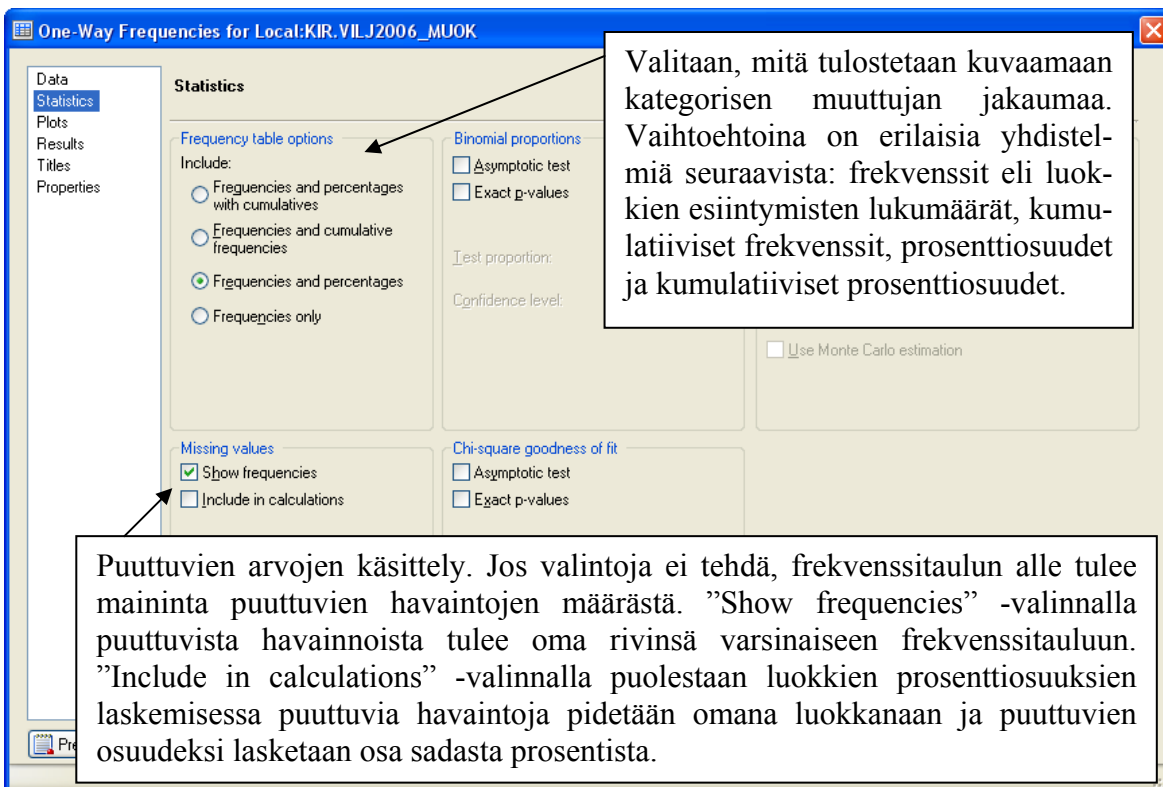 One-Way Frequencies for Local:KIR.VILJ2006_MUOK
Data
Statistics
Plots
Results
Titles
Properties
Statistics
Frequency table options
Include:
Frequencies and percentages
with cumulatives
Frequencies and cumulative
frequencies
Frequencies and percentages
Frequencies only
Binomial proportions
Asymptotic test
Exact p-values
Test proportion:
Confidence level:
Valitaan, mitä tulostetaan kuvaamaan
kategorisen muuttujan jakaumaa.
Vaihtoehtoina on erilaisia yhdistel-
miä seuraavista: frekvenssit eli luok-
kien esiintymisten lukumäärät, kumu-
latiiviset frekvenssit, prosenttiosuudet
ja kumulatiiviset prosenttiosuudet.
Use Monte Carlo estimation
Missing values
Show frequencies
Include in calculations
Chi-square goodness of fit
Asymptotic test
Exact p-values
Puuttuvien arvojen käsittely. Jos valintoja ei tehdä, frekvenssitaulun alle tulee
maininta puuttuvien havaintojen määrästä. ”Show frequencies” -valinnalla
puuttuvista havainnoista tulee oma rivinsä varsinaiseen frekvenssitauluun.
”Include in calculations” -valinnalla puolestaan luokkien prosenttiosuuksien
laskemisessa puuttuvia havaintoja pidetään omana luokkanaan ja puuttuvien
osuudeksi lasketaan osa sadasta prosentista.